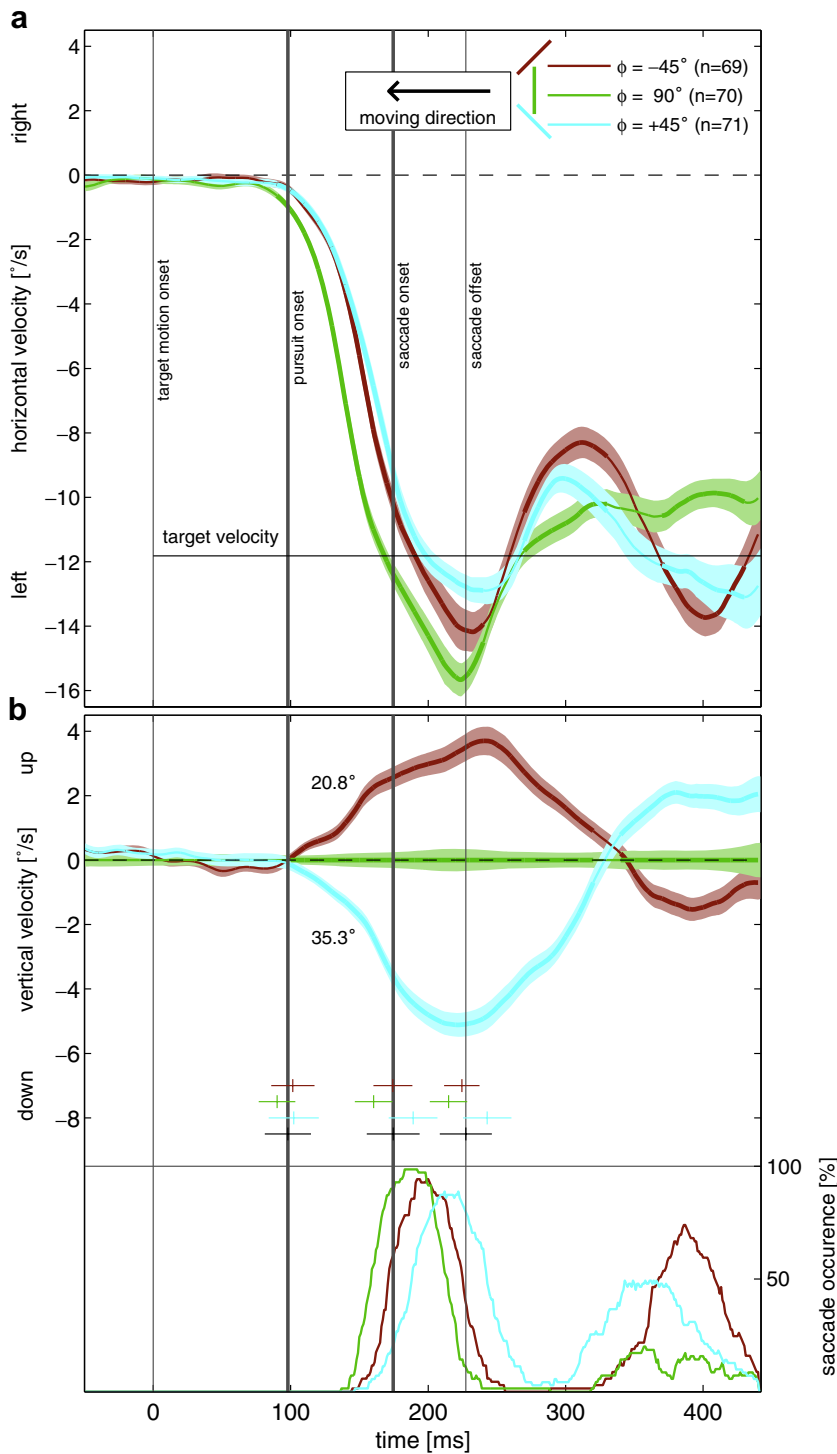 a
4
2
0
−2
−4
−6
−8
−10
−12
−14
−16
right
horizontal velocity [°/s]
left
moving direction
ϕ = −45° (n=69)
ϕ = 90° (n=70)
ϕ = +45° (n=71)
target motion onset
pursuit onset
saccade onset
saccade offset
target velocity
b
4
2
0
−2
−4
−6
−8
up
vertical velocity [°/s]
down
20.8°
35.3°
100
50
saccade occurence [%]
0
100
200
300
400
time [ms]